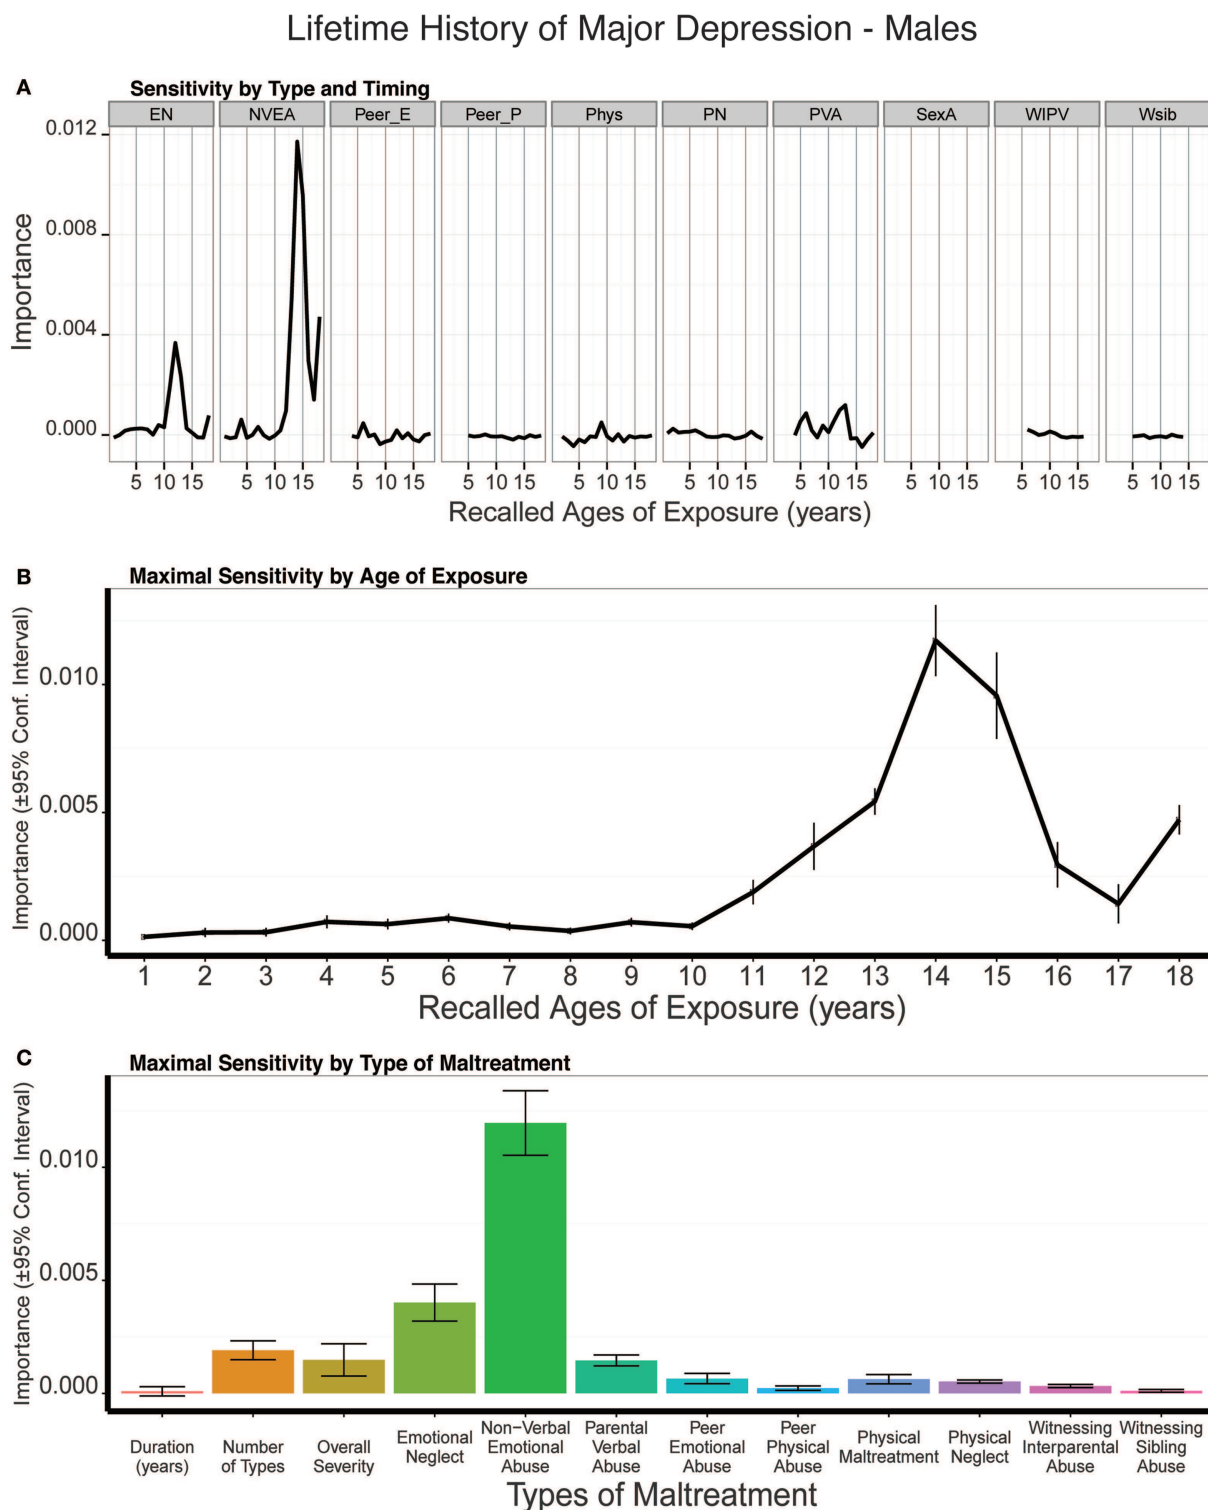 Lifetime History of Major Depression - Males
A Sensitivity by Type and Timing
EN NVEA Peer_E Peer_P Phys PN PVA SexA WIPV Wsib
0.012
0.008
0.004
0.000
Importance
5 10 15 5 10 15 5 10 15 5 10 15 5 10 15 5 10 15 5 10 15 5 10 15 5 10 15 5 10 15
Recalled Ages of Exposure (years)
B Maximal Sensitivity by Age of Exposure
Importance (±95% Conf. Interval)
0.010
0.005
0.000
1 2 3 4 5 6 7 8 9 10 11 12 13 14 15 16 17 18
Recalled Ages of Exposure (years)
C Maximal Sensitivity by Type of Maltreatment
Importance (±95% Conf. Interval)
0.010
0.005
0.000
Duration
(years)
Number
of Types
Overall
Severity
Emotional
Neglect
Non−Verbal
Emotional
Abuse
Parental
Verbal
Abuse
Peer
Emotional
Abuse
Peer
Physical
Abuse
Physical
Maltreatment
Physical
Neglect
Witnessing
Interparental
Abuse
Witnessing
Sibling
Abuse
Types of Maltreatment